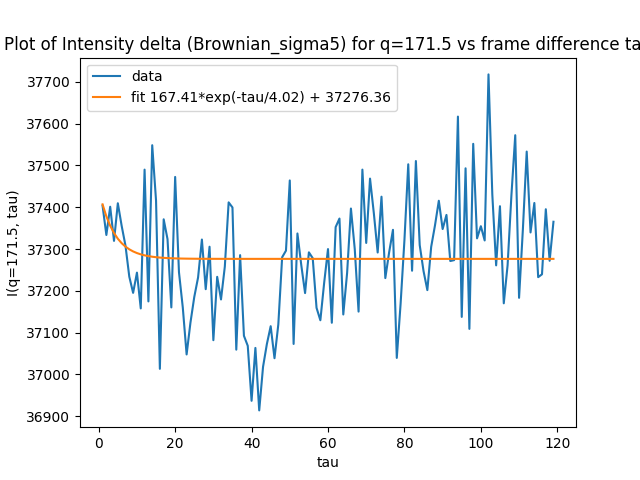 Plot of Intensity delta (Brownian_sigma5) for q=171.5 vs frame difference ta
data
fit 167.41*exp(-tau/4.02) + 37276.36
I(q=171.5, tau)
37700
37600
37500
37400
37300
37200
37100
37000
36900
0 20 40 60 80 100 120
tau